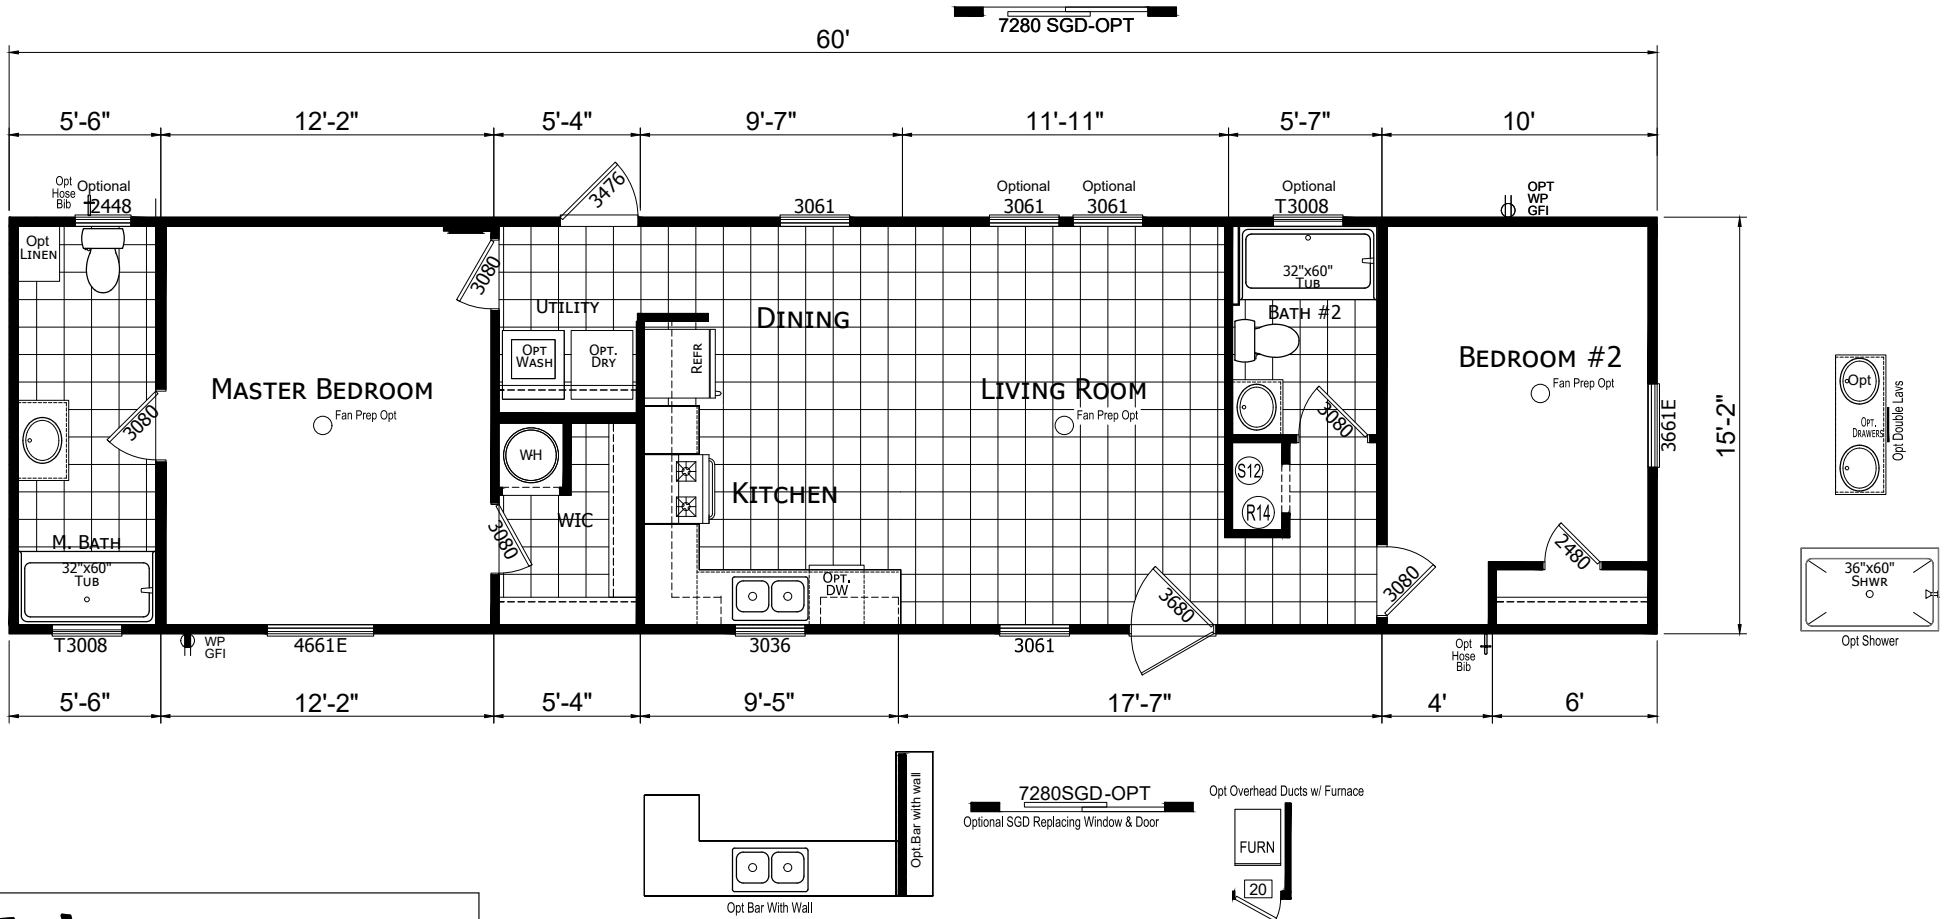 7280 SGD-OPT
60'
5'-6" 12'-2" 5'-4" 9'-7" 11'-11" 5'-7" 10'
Opt Hose Bib
Optional
2448
3476
3061
Optional
3061
Optional
3061
Optional
T3008
OPT WP GFI
Opt Linen
3080
Utility
Dining
32"x60" Tub
Bath #2
Opt Wash
Opt. Dry
REFR
Master Bedroom
Fan Prep Opt
Living Room
Fan Prep Opt
Bedroom #2
Fan Prep Opt
3080
3080
3661E
15'-2"
WH
Kitchen
S12
R14
WIC
3080
M. Bath
32"x60" Tub
Opt. DW
3680
3080
2480
T3008
WP GFI
4661E
3036
3061
Opt Hose Bib
5'-6" 12'-2" 5'-4" 9'-5" 17'-7" 4' 6'
Opt
Opt. Drawers
Opt Double Lavs
36"x60" Shwr
Opt Shower
Opt.Bar with wall
Opt Bar With Wall
7280SGD-OPT
Optional SGD Replacing Window & Door
Opt Overhead Ducts w/ Furnace
FURN
20